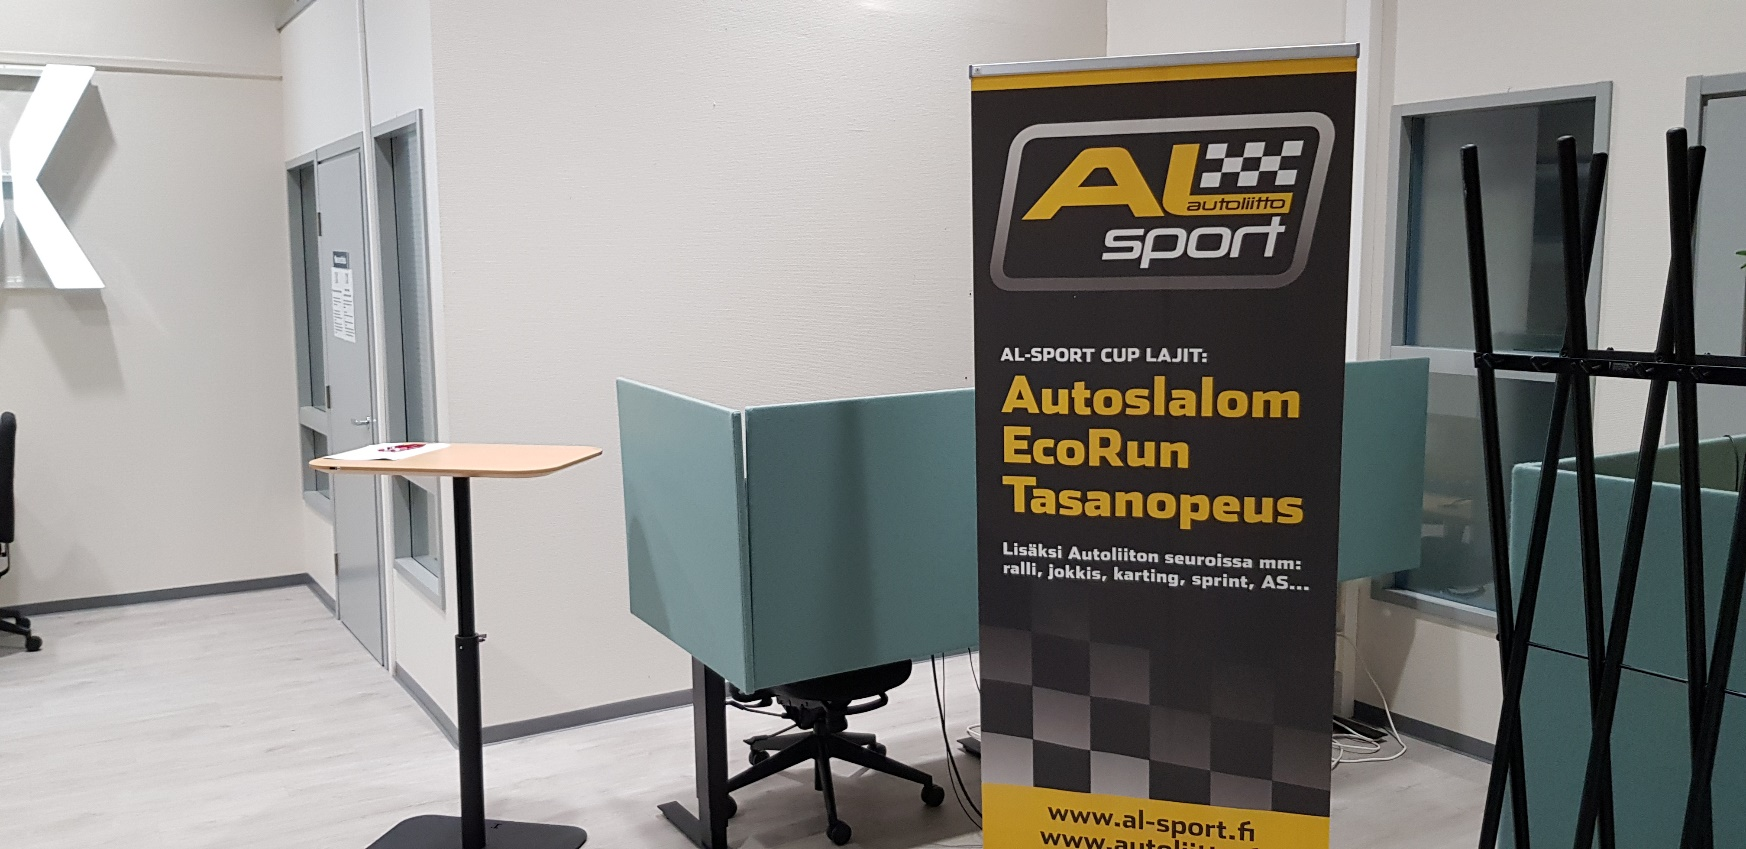 K
AL
autoliitto
sport
AL-SPORT CUP LAJIT:
Autoslalom
EcoRun
Tasanopeus
Lisäksi Autoliiton seuroissa mm:
ralli, jokkis, karting, sprint, AS...
www.al-sport.fi